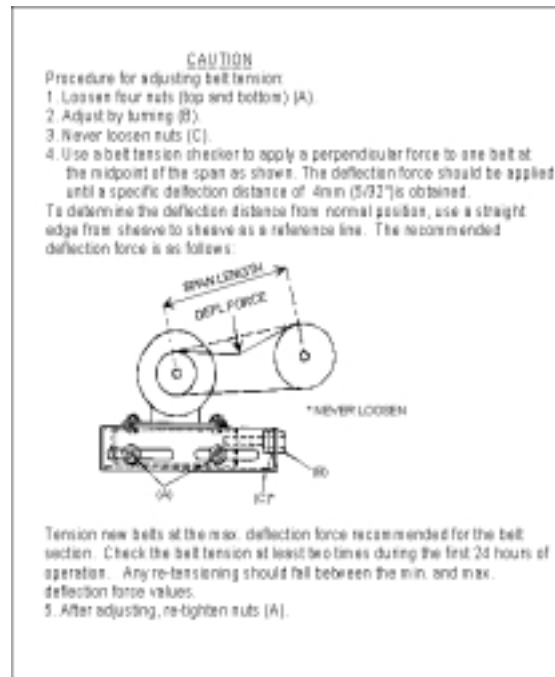 CAUTION
Procedure for adjusting belt tension:
1. Loosen four nuts (top and bottom) (A).
2. Adjust by turning (B).
3. Never loosen nuts (C).
4. Use a belt tension checker to apply a perpendicular force to one belt at
the midpoint of the span as shown. The deflection force should be applied
until a specific deflection distance of 4mm (5/32")is obtained.
To determine the deflection distance from normal position, use a straight
edge from sheave to sheave as a reference line. The recommended
deflection force is as follows:
SPAN LENGTH
DEFL. FORCE
* NEVER LOOSEN
(A)
(C)*
(B)
Tension new belts at the max. deflection force recommended for the belt
section. Check the belt tension at least two times during the first 24 hours of
operation. Any re-tensioning should fall between the min. and max.
deflection force values.
5. After adjusting, re-tighten nuts (A).